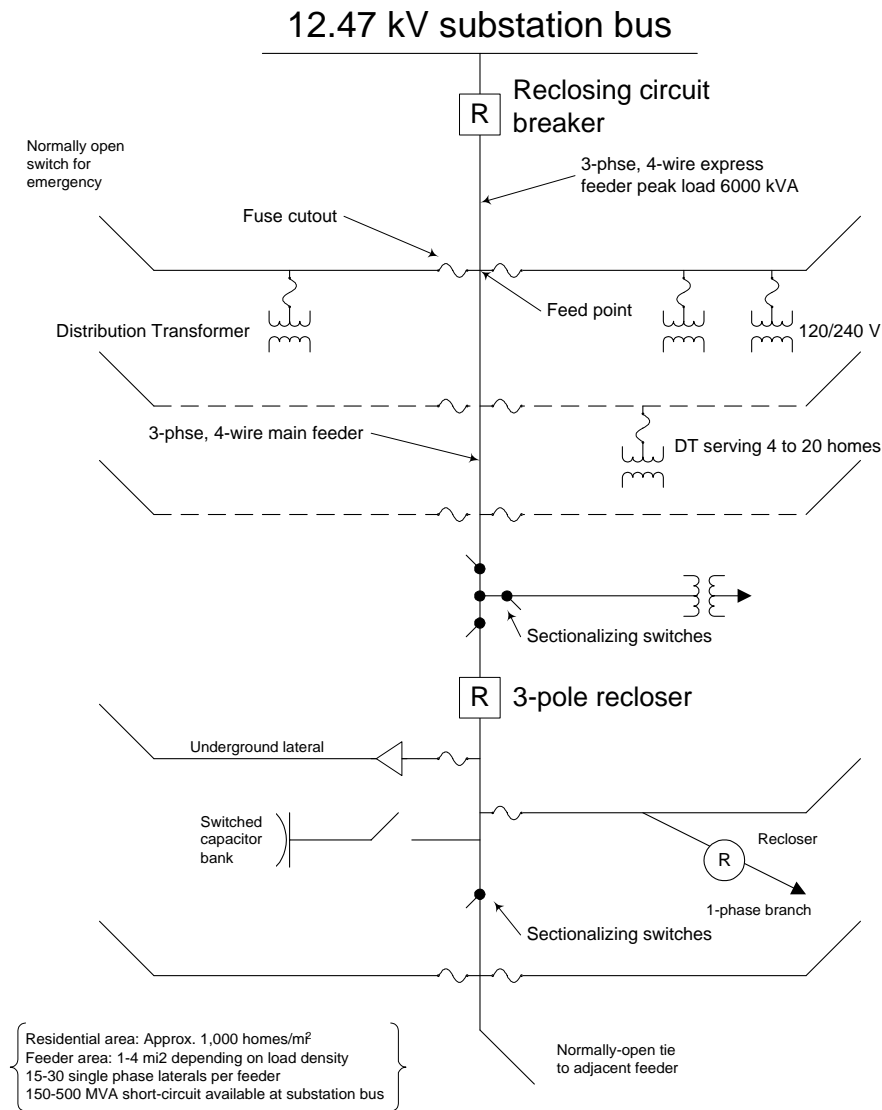 12.47 kV substation bus
R
Reclosing circuit
breaker
Normally open
switch for
emergency
3-phse, 4-wire express
feeder peak load 6000 kVA
Fuse cutout
Feed point
Distribution Transformer
120/240 V
3-phse, 4-wire main feeder
DT serving 4 to 20 homes
Sectionalizing switches
R
3-pole recloser
Underground lateral
Switched
capacitor
bank
Recloser
R
1-phase branch
Sectionalizing switches
Residential area: Approx. 1,000 homes/mi²
Feeder area: 1-4 mi2 depending on load density
15-30 single phase laterals per feeder
150-500 MVA short-circuit available at substation bus
Normally-open tie
to adjacent feeder